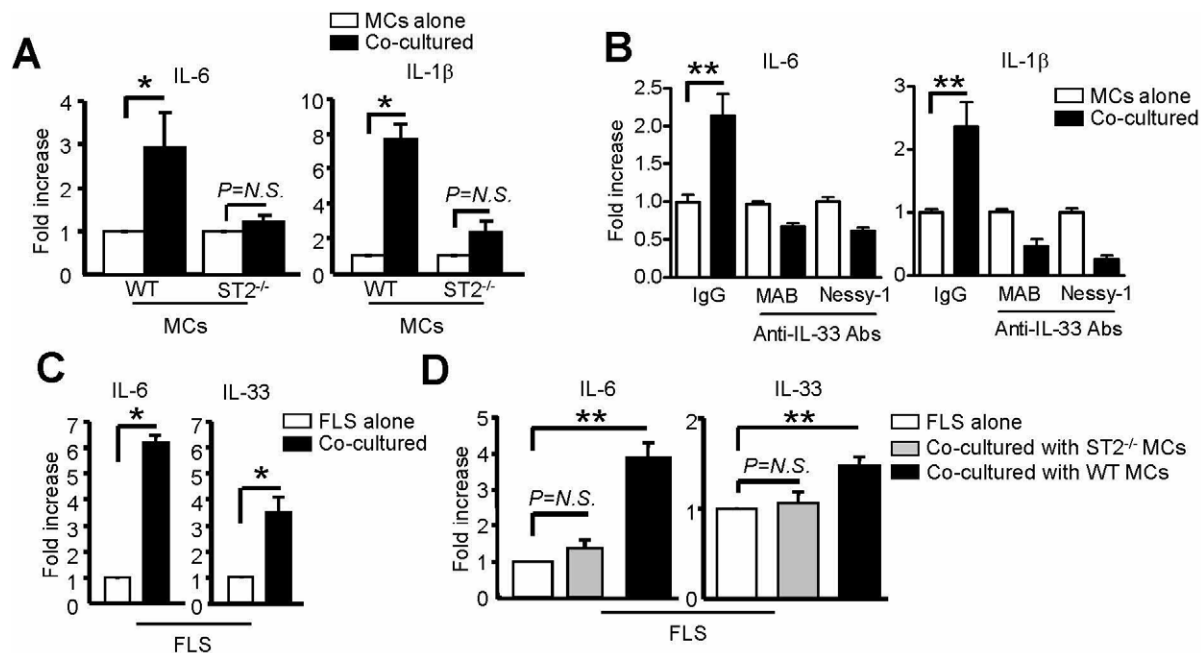 MCs alone
Co-cultured
A
IL-6
IL-1β
*
*
P=N.S.
P=N.S.
Fold increase
4
3
2
1
0
10
8
6
4
2
0
WT
ST2-/-
WT
ST2-/-
MCs
MCs
B
IL-6
IL-1β
**
**
MCs alone
Co-cultured
Fold increase
2.5
2.0
1.5
1.0
0.5
0.0
3
2
1
0
IgG
MAB
Nessy-1
IgG
MAB
Nessy-1
Anti-IL-33 Abs
Anti-IL-33 Abs
C
IL-6
IL-33
FLS alone
Co-cultured
*
*
Fold increase
7
6
5
4
3
2
1
0
7
6
5
4
3
2
1
0
FLS
D
IL-6
IL-33
**
**
P=N.S.
P=N.S.
FLS alone
Co-cultured with ST2-/- MCs
Co-cultured with WT MCs
Fold increase
5
4
3
2
1
0
2
1
0
FLS